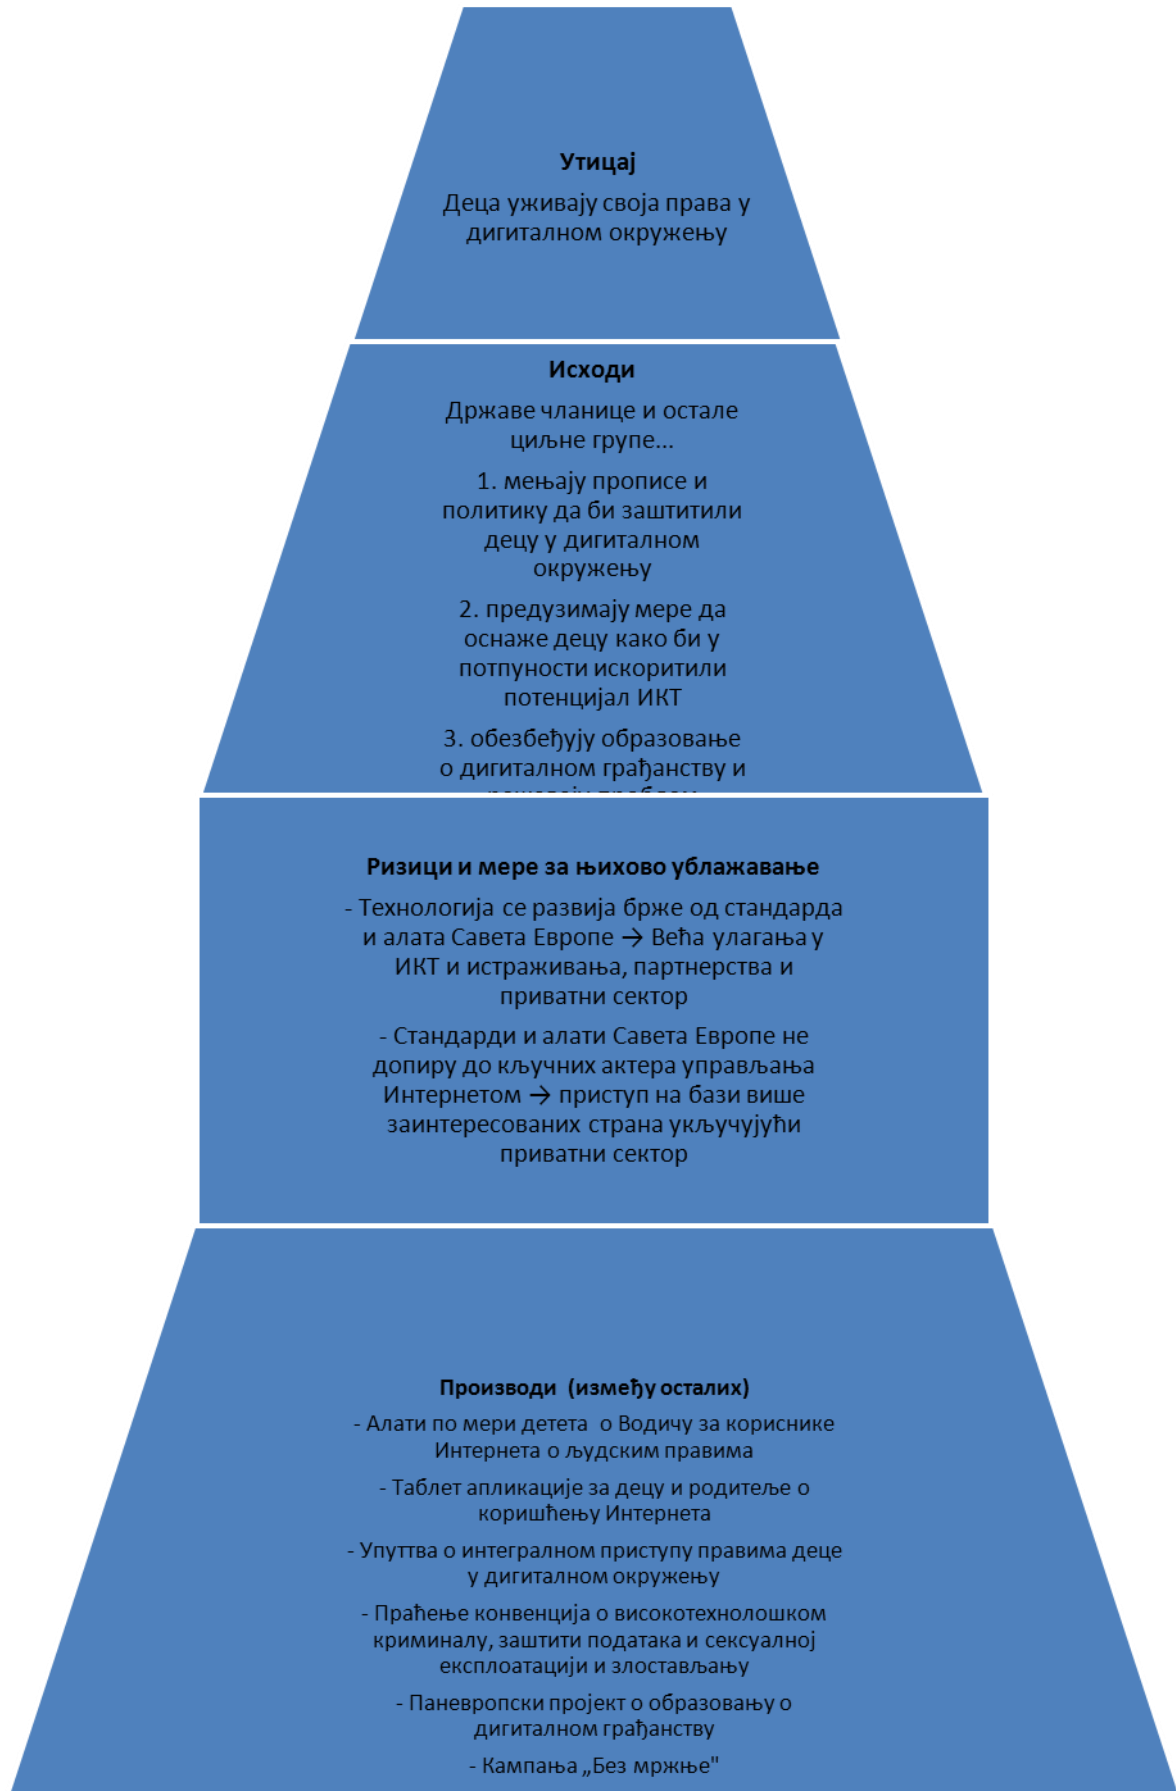 Утицај
Деца уживају своја права у
дигиталном окружењу
Исходи
Државе чланице и остале
циљне групе...
1. мењају прописе и
политику да би заштитили
децу у дигиталном
окружењу
2. предузимају мере да
оснаже децу како би у
потпуности искоритили
потенцијал ИКТ
3. обезбеђују образовање
о дигиталном грађанству и
Ризици и мере за њихово ублажавање
- Технологија се развија брже од стандарда
и алата Савета Европе → Већа улагања у
ИКТ и истраживања, партнерства и
приватни сектор
- Стандарди и алати Савета Европе не
допиру до кључних актера управљања
Интернетом → приступ на бази више
заинтересованих страна укључујући
приватни сектор
Производи (између осталих)
- Алати по мери детета о Водичу за кориснике
Интернета о људским правима
- Таблет апликације за децу и родитеље о
коришћењу Интернета
- Упуттва о интегралном приступу правима деце
у дигиталном окружењу
- Праћење конвенција о високотехнолошком
криминалу, заштити података и сексуалној
експлоатацији и злостављању
- Паневропски пројект о образовању о
дигиталном грађанству
- Кампања „Без мржње"